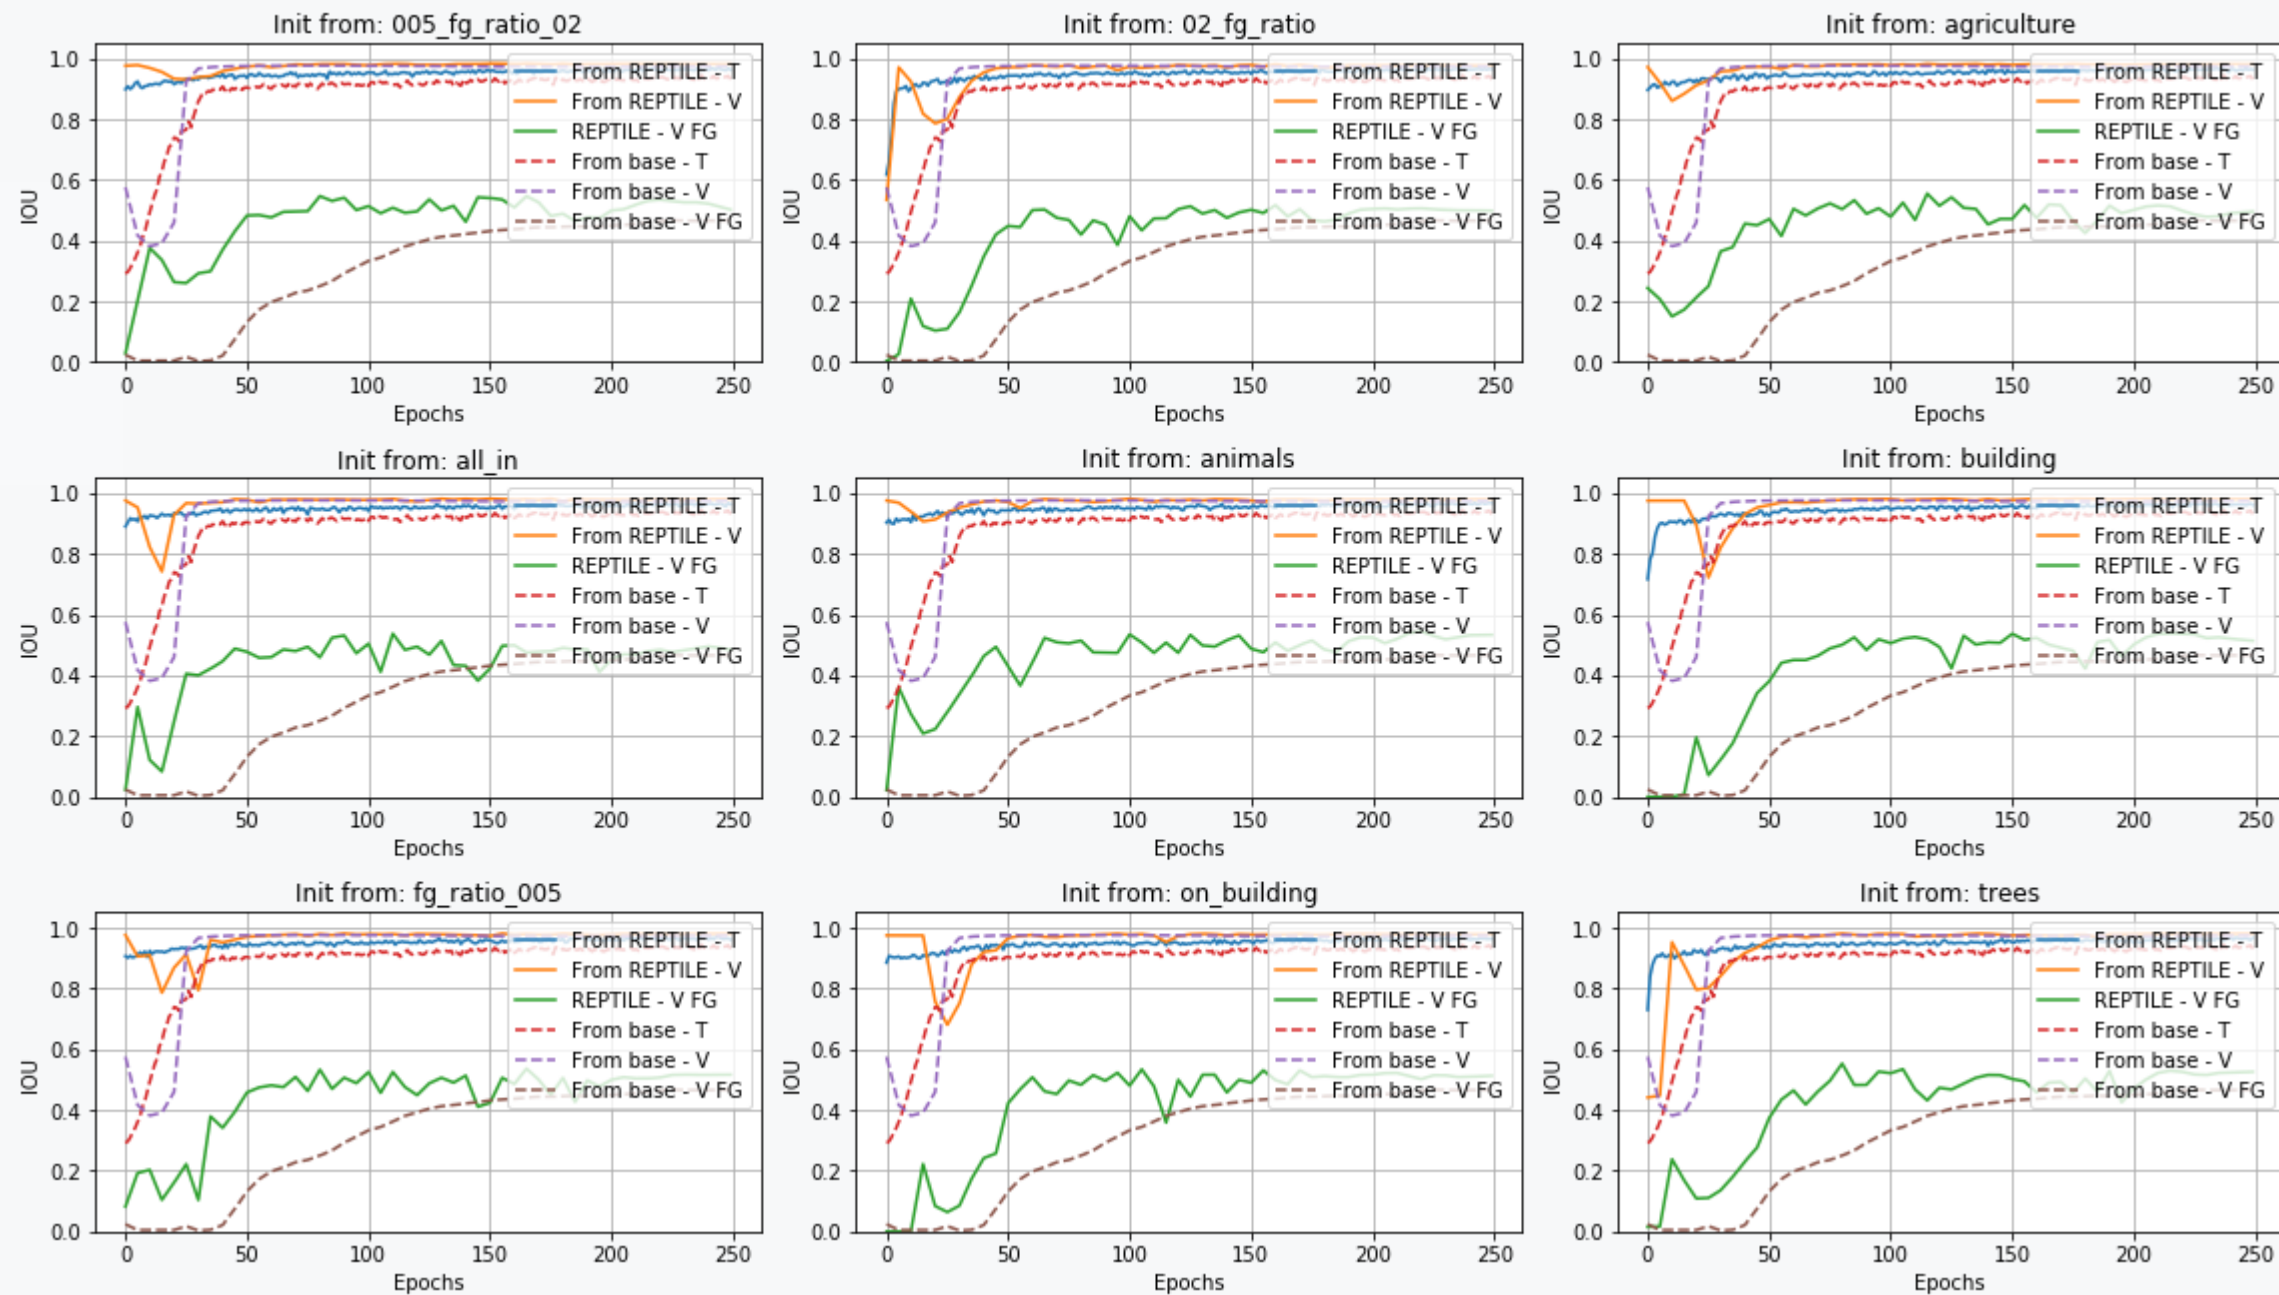 Init from: 005_fg_ratio_02
1.0
0.8
0.6
0.4
0.2
0.0
IOU
From REPTILE - T
From REPTILE - V
REPTILE - V FG
From base - T
From base - V
From base - V FG
0 50 100 150 200 250
Epochs
Init from: 02_fg_ratio
1.0
0.8
0.6
0.4
0.2
0.0
IOU
From REPTILE - T
From REPTILE - V
REPTILE - V FG
From base - T
From base - V
From base - V FG
0 50 100 150 200 250
Epochs
Init from: agriculture
1.0
0.8
0.6
0.4
0.2
0.0
IOU
From REPTILE - T
From REPTILE - V
REPTILE - V FG
From base - T
From base - V
From base - V FG
0 50 100 150 200 250
Epochs
Init from: all_in
1.0
0.8
0.6
0.4
0.2
0.0
IOU
From REPTILE - T
From REPTILE - V
REPTILE - V FG
From base - T
From base - V
From base - V FG
0 50 100 150 200 250
Epochs
Init from: animals
1.0
0.8
0.6
0.4
0.2
0.0
IOU
From REPTILE - T
From REPTILE - V
REPTILE - V FG
From base - T
From base - V
From base - V FG
0 50 100 150 200 250
Epochs
Init from: building
1.0
0.8
0.6
0.4
0.2
0.0
IOU
From REPTILE - T
From REPTILE - V
REPTILE - V FG
From base - T
From base - V
From base - V FG
0 50 100 150 200 250
Epochs
Init from: fg_ratio_005
1.0
0.8
0.6
0.4
0.2
0.0
IOU
From REPTILE - T
From REPTILE - V
REPTILE - V FG
From base - T
From base - V
From base - V FG
0 50 100 150 200 250
Epochs
Init from: on_building
1.0
0.8
0.6
0.4
0.2
0.0
IOU
From REPTILE - T
From REPTILE - V
REPTILE - V FG
From base - T
From base - V
From base - V FG
0 50 100 150 200 250
Epochs
Init from: trees
1.0
0.8
0.6
0.4
0.2
0.0
IOU
From REPTILE - T
From REPTILE - V
REPTILE - V FG
From base - T
From base - V
From base - V FG
0 50 100 150 200 250
Epochs